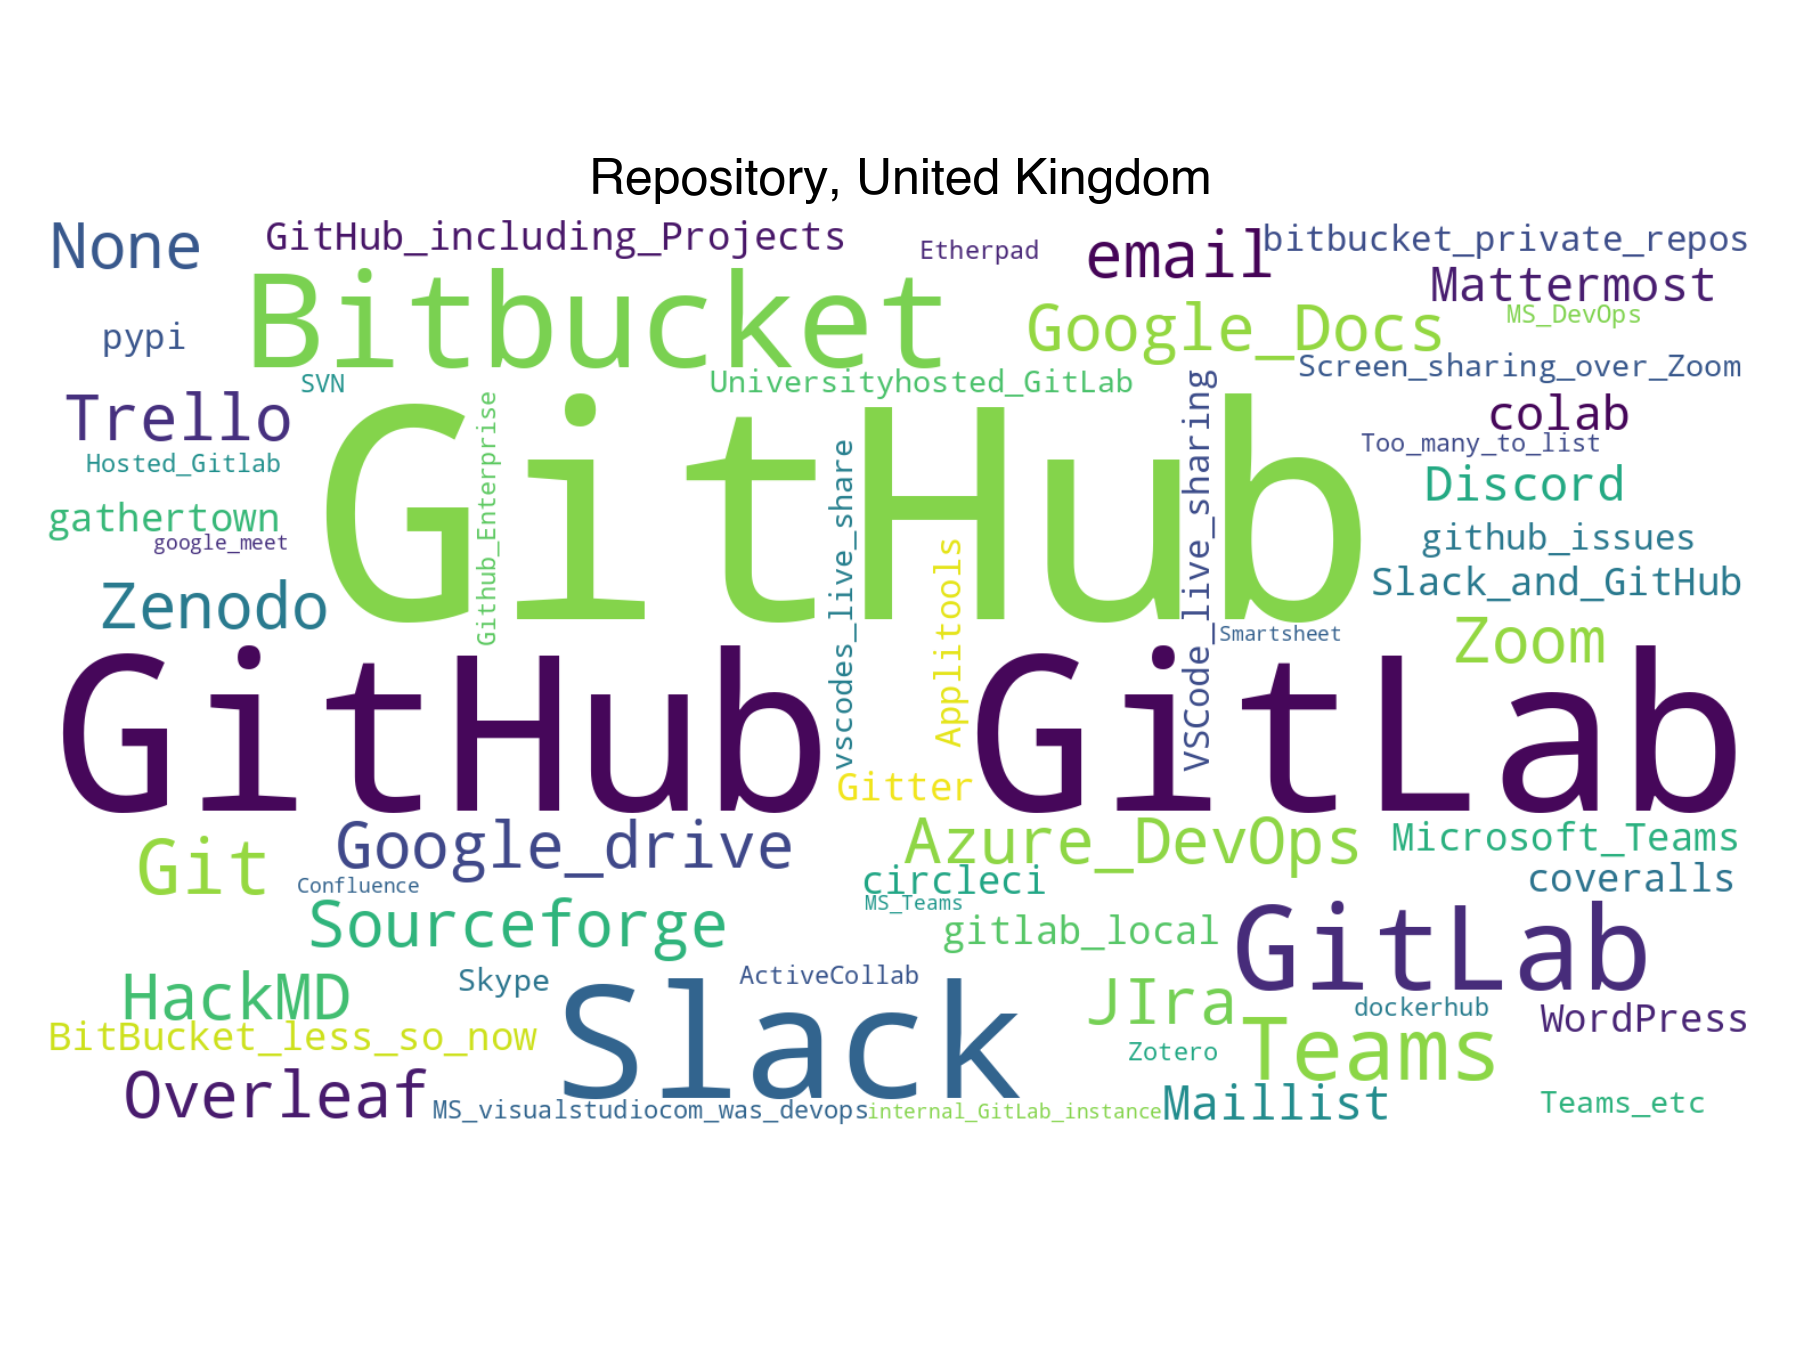 Repository, United Kingdom
None
GitHub_including_Projects
Etherpad
email
bitbucket_private_repos
Bitbucket
Mattermost
Google_Docs
MS_DevOps
pypi
Screen_sharing_over_Zoom
SVN
Universityhosted_GitLab
Trello
colab
Too_many_to_list
Hosted_Gitlab
GitHub
Github_Enterprise
vscodes_live_share
VSCode_live_sharing
Discord
gathertown
google_meet
github_issues
Applitools
Slack_and_GitHub
Zenodo
Smartsheet
Zoom
GitHub
GitLab
Gitter
Git
Google_drive
Azure_DevOps
Microsoft_Teams
Confluence
circleci
coveralls
MS_Teams
Sourceforge
gitlab_local
GitLab
HackMD
Skype
ActiveCollab
Slack
JIra
dockerhub
WordPress
BitBucket_less_so_now
Zotero
Teams
Overleaf
MS_visualstudiocom_was_devops
internal_GitLab_instance
Maillist
Teams_etc